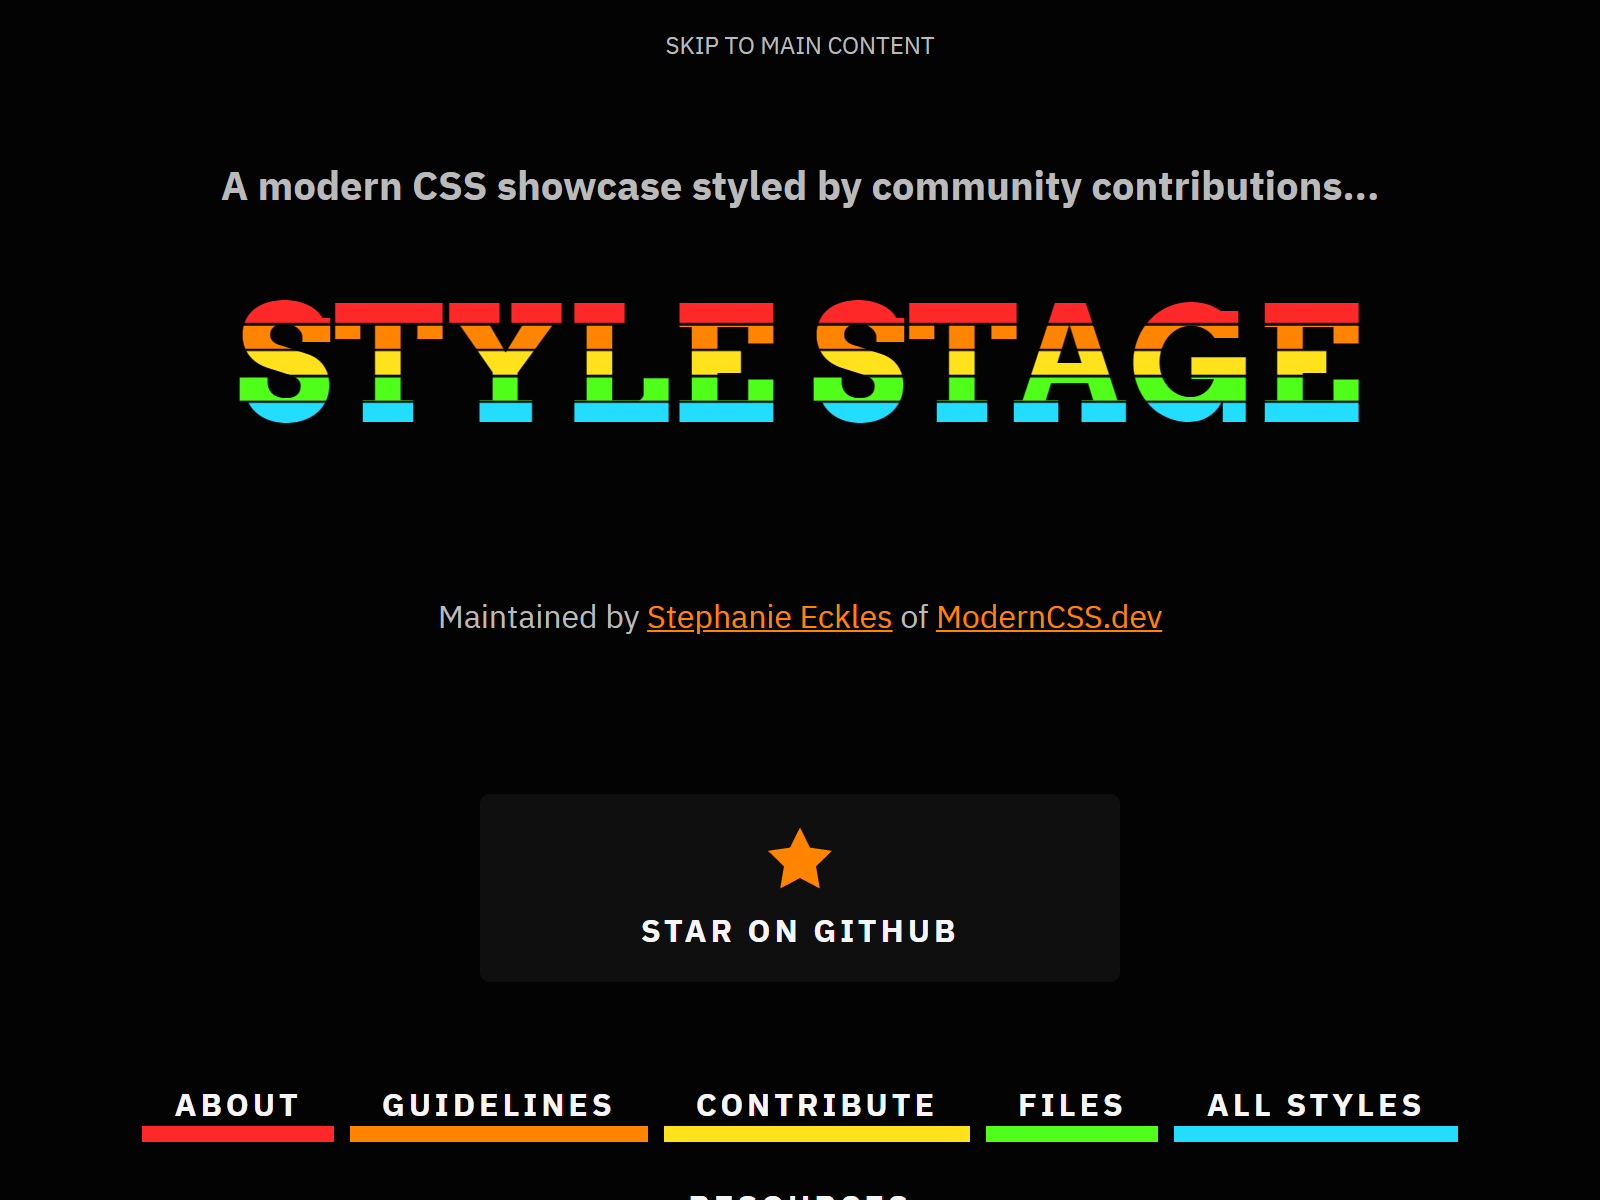 SKIP TO MAIN CONTENT
A modern CSS showcase styled by community contributions...
STYLE STAGE
Maintained by Stephanie Eckles of ModernCSS.dev
STAR ON GITHUB
ABOUT GUIDELINES CONTRIBUTE FILES ALL STYLES
RESOURCES